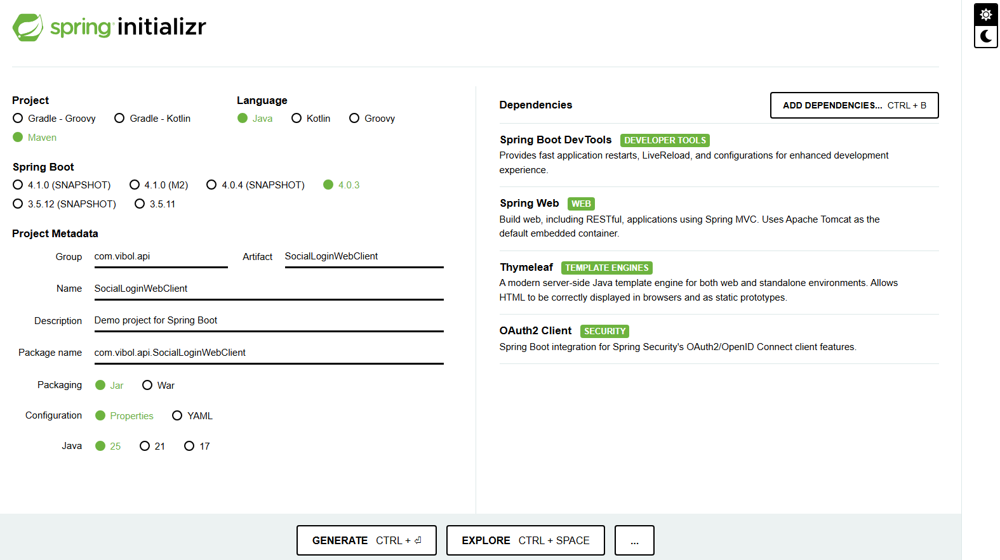 spring initializr
Project
Gradle - Groovy Gradle - Kotlin
Maven
Language
Java Kotlin Groovy
Spring Boot
4.1.0 (SNAPSHOT) 4.1.0 (M2) 4.0.4 (SNAPSHOT) 4.0.3
3.5.12 (SNAPSHOT) 3.5.11
Project Metadata
Group com.vibol.api Artifact SocialLoginWebClient
Name SocialLoginWebClient
Description Demo project for Spring Boot
Package name com.vibol.api.SocialLoginWebClient
Packaging Jar War
Configuration Properties YAML
Java 25 21 17
Dependencies ADD DEPENDENCIES... CTRL + B
Spring Boot DevTools DEVELOPER TOOLS
Provides fast application restarts, LiveReload, and configurations for enhanced development
experience.
Spring Web WEB
Build web, including RESTful, applications using Spring MVC. Uses Apache Tomcat as the
default embedded container.
Thymeleaf TEMPLATE ENGINES
A modern server-side Java template engine for both web and standalone environments. Allows
HTML to be correctly displayed in browsers and as static prototypes.
OAuth2 Client SECURITY
Spring Boot integration for Spring Security's OAuth2/OpenID Connect client features.
GENERATE CTRL + ⏎ EXPLORE CTRL + SPACE ...